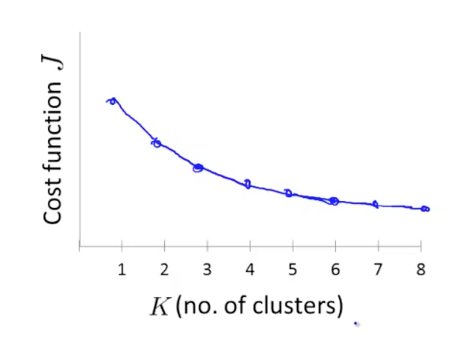 Cost function J
1 2 3 4 5 6 7 8
K (no. of clusters)